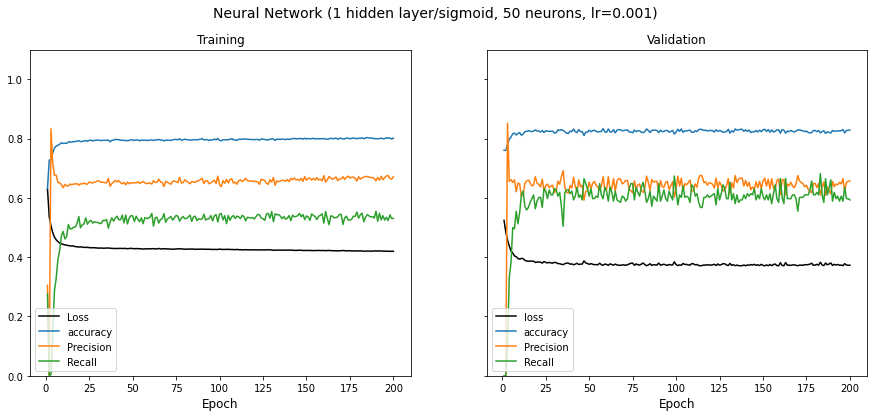 Neural Network (1 hidden layer/sigmoid, 50 neurons, lr=0.001)
Training
1.0
0.8
0.6
0.4
0.2
0.0
Loss
accuracy
Precision
Recall
0 25 50 75 100 125 150 175 200
Epoch
Validation
loss
accuracy
Precision
Recall
0 25 50 75 100 125 150 175 200
Epoch